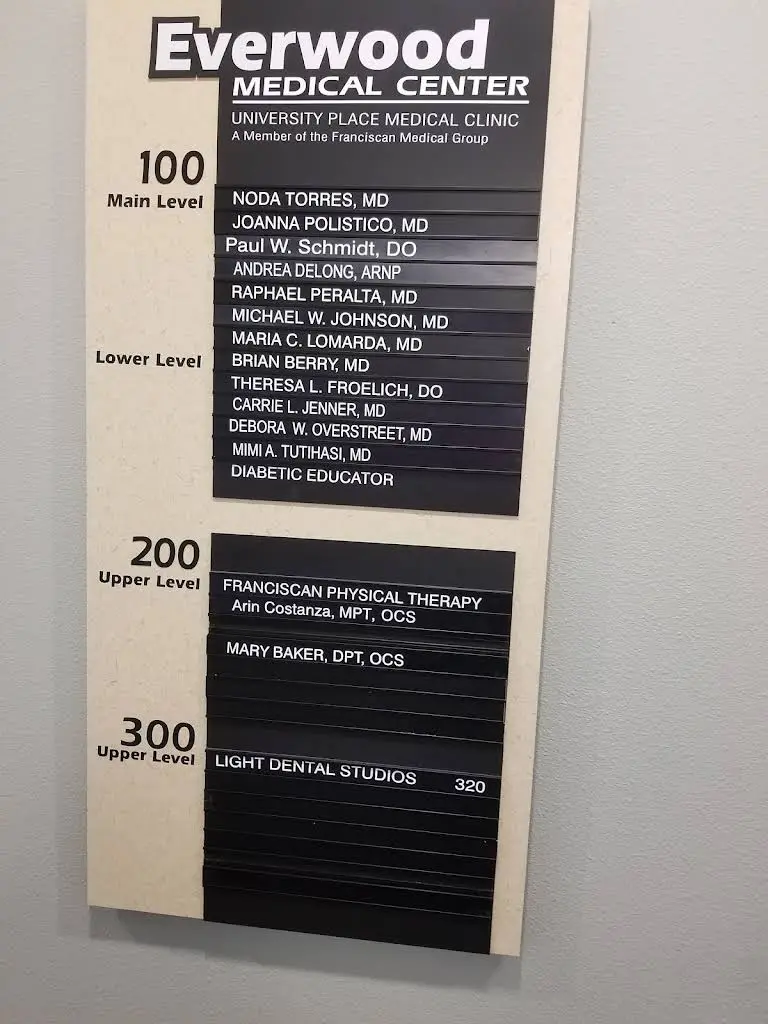 Everwood
MEDICAL CENTER
UNIVERSITY PLACE MEDICAL CLINIC
A Member of the Franciscan Medical Group
100
Main Level
NODA TORRES, MD
JOANNA POLISTICO, MD
Paul W. Schmidt, DO
ANDREA DELONG, ARNP
RAPHAEL PERALTA, MD
MICHAEL W. JOHNSON, MD
MARIA C. LOMARDA, MD
Lower Level
BRIAN BERRY, MD
THERESA L. FROELICH, DO
CARRIE L. JENNER, MD
DEBORA W. OVERSTREET, MD
MIMI A. TUTIHASI, MD
DIABETIC EDUCATOR
200
Upper Level
FRANCISCAN PHYSICAL THERAPY
Arin Costanza, MPT, OCS
MARY BAKER, DPT, OCS
300
Upper Level
LIGHT DENTAL STUDIOS 320